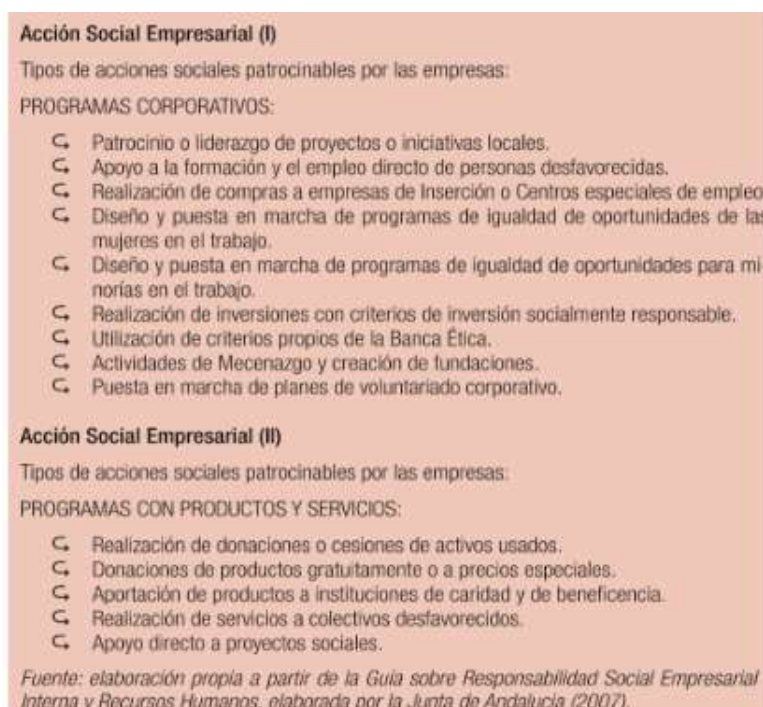 Acción Social Empresarial (I)
Tipos de acciones sociales patrocinables por las empresas:
PROGRAMAS CORPORATIVOS:
Patrocinio o liderazgo de proyectos o iniciativas locales.
Apoyo a la formación y el empleo directo de personas desfavorecidas.
Realización de compras a empresas de Inserción o Centros especiales de empleo
Diseño y puesta en marcha de programas de igualdad de oportunidades de las
mujeres en el trabajo.
Diseño y puesta en marcha de programas de igualdad de oportunidades para mi-
norías en el trabajo.
Realización de inversiones con criterios de inversión socialmente responsable.
Utilización de criterios propios de la Banca Ética.
Actividades de Mecenazgo y creación de fundaciones.
Puesta en marcha de planes de voluntariado corporativo.
Acción Social Empresarial (II)
Tipos de acciones sociales patrocinables por las empresas:
PROGRAMAS CON PRODUCTOS Y SERVICIOS:
Realización de donaciones o cesiones de activos usados.
Donaciones de productos gratuitamente o a precios especiales.
Aportación de productos a instituciones de caridad y de beneficencia.
Realización de servicios a colectivos desfavorecidos.
Apoyo directo a proyectos sociales.
Fuente: elaboración propia a partir de la Guía sobre Responsabilidad Social Empresarial
Interna y Recursos Humanos, elaborada por la Junta de Andalucía (2007).